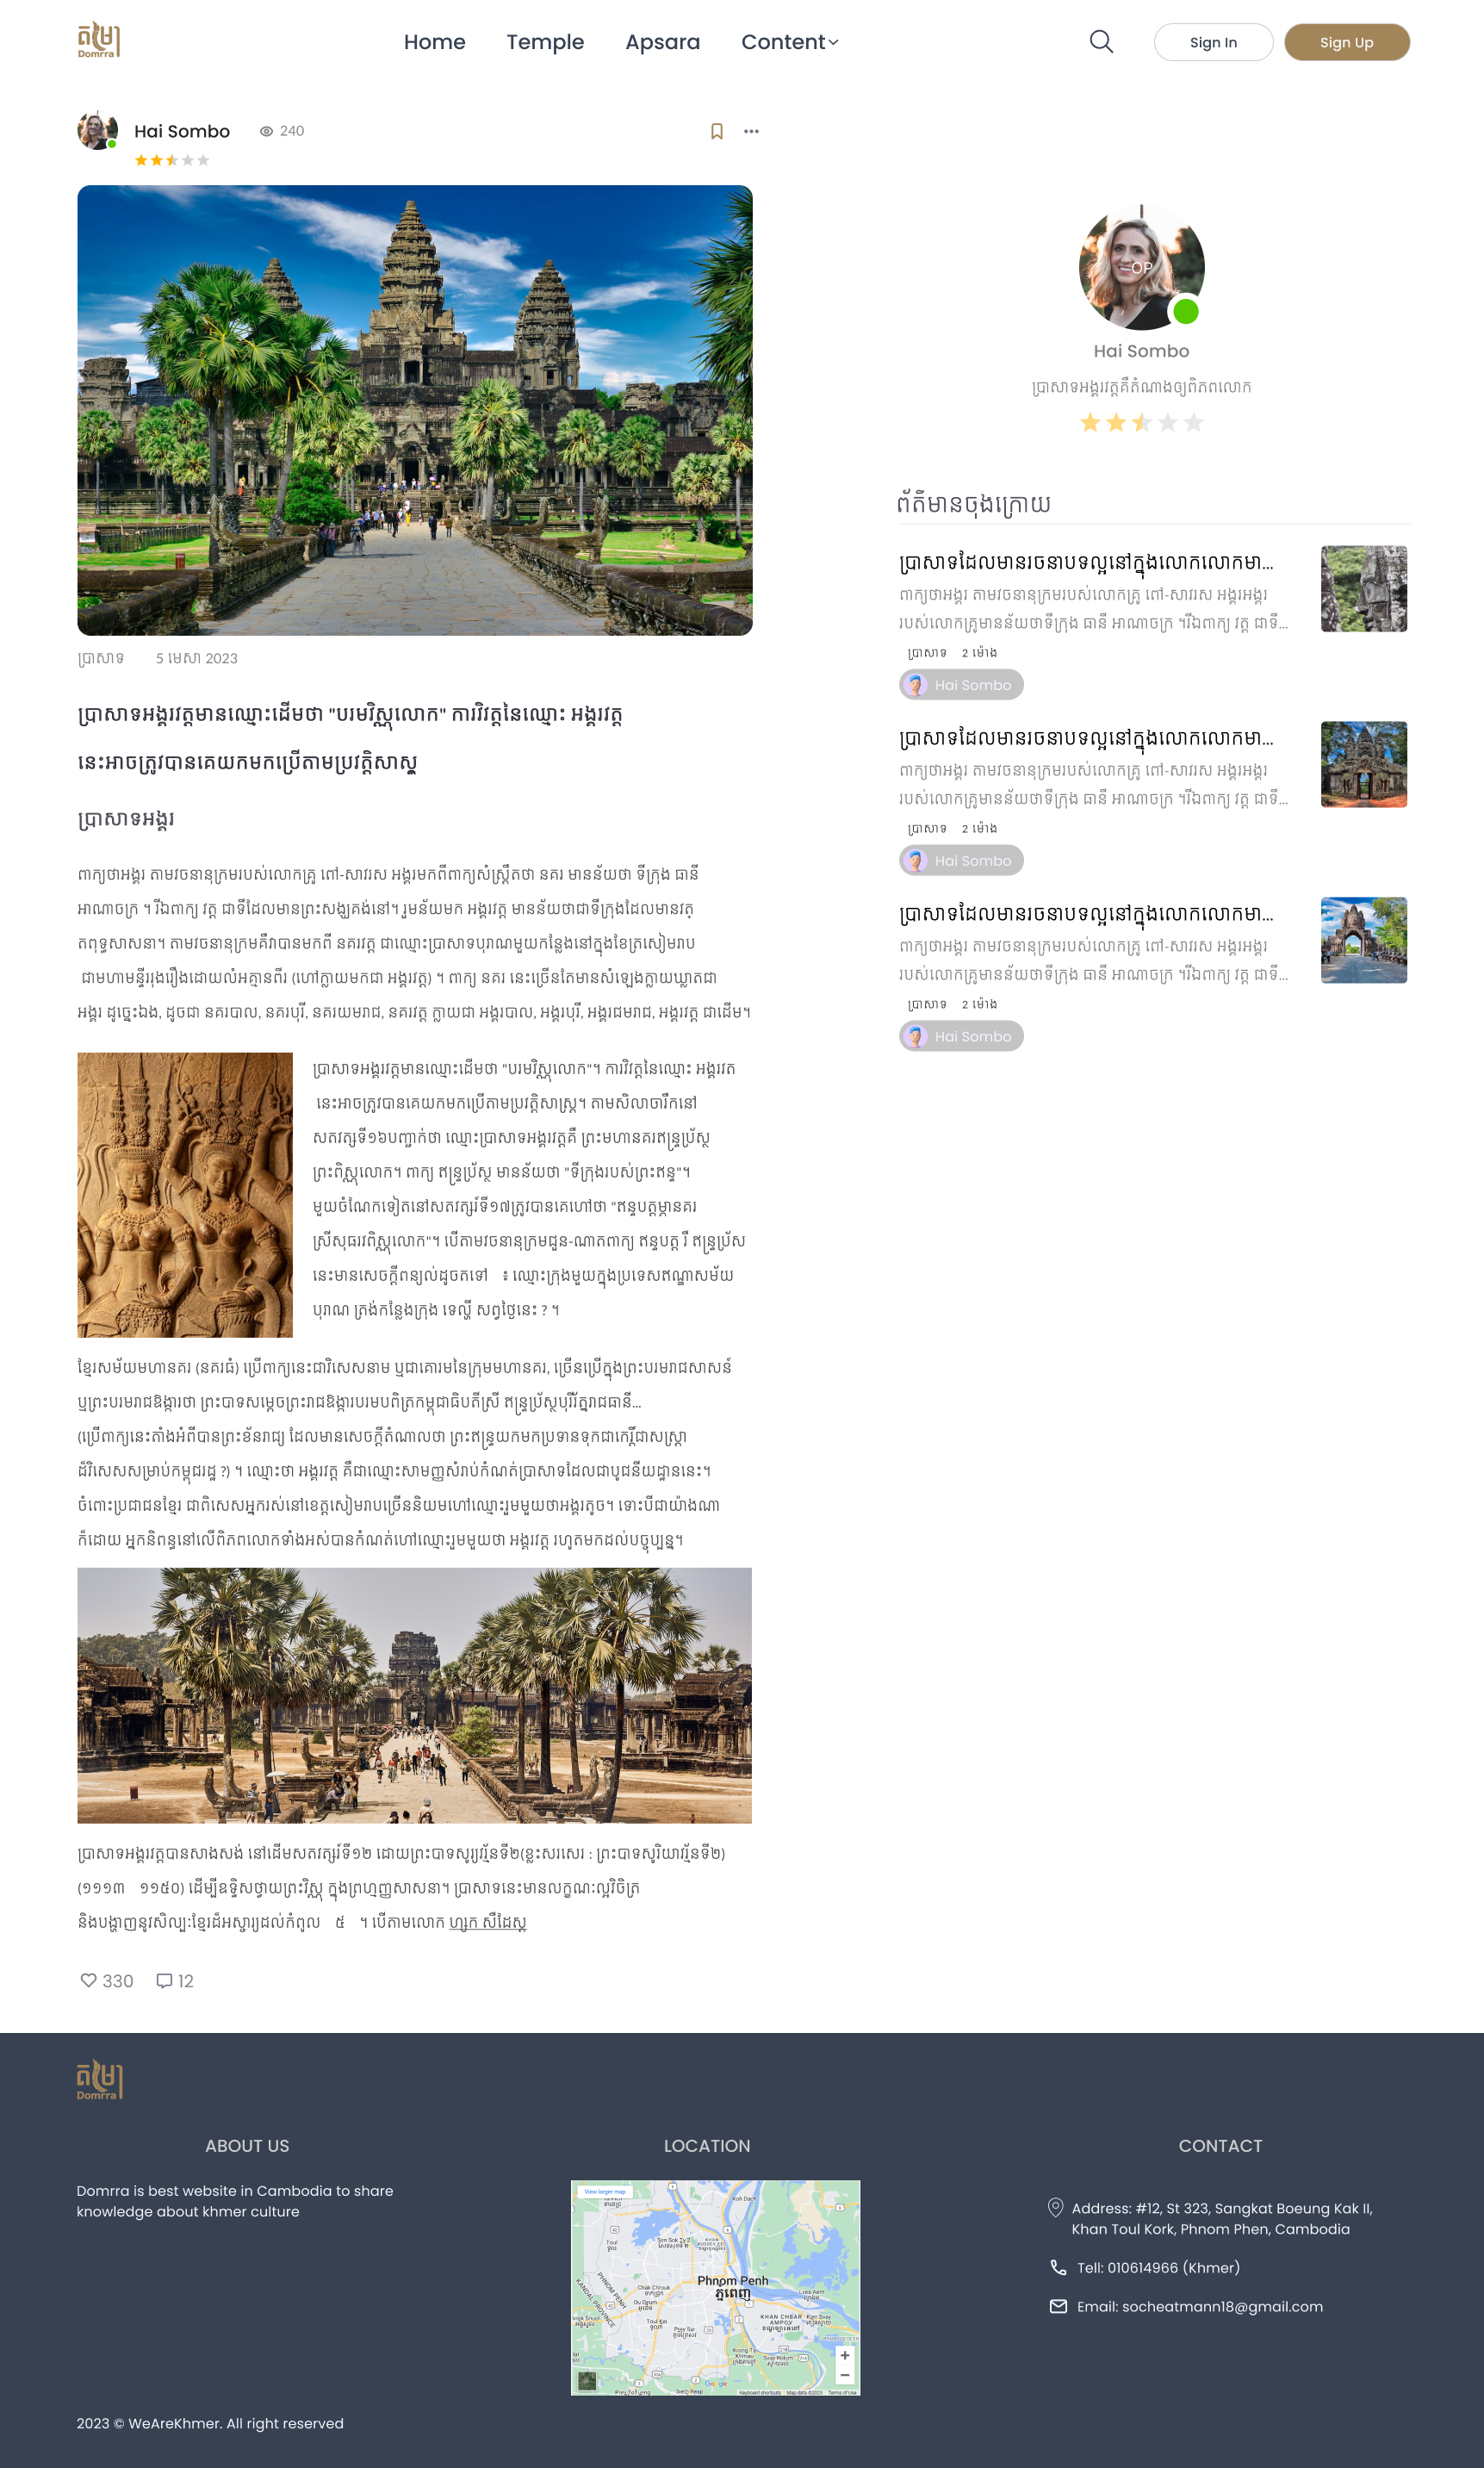 តម្រា
Domrra
Home Temple Apsara Content
Sign In Sign Up
Hai Sombo 240
ប្រាសាទ 5 មេសា 2023
ប្រាសាទអង្គរវត្តមានឈ្មោះដើមថា "បរមវិស្ណុលោក" ការវិវត្តនៃឈ្មោះ អង្គរវត្ត
នេះអាចត្រូវបានគេយកមកប្រើតាមប្រវត្តិសាស្ត្
ប្រាសាទអង្គរ
ពាក្យថាអង្គរ តាមវចនានុក្រមរបស់លោកគ្រូ ពៅ-សាវរស អង្គរមកពីពាក្យសំស្ក្រឹតថា នគរ មានន័យថា ទីក្រុង ធានី
អាណាចក្រ ។ រីឯពាក្យ វត្ត ជាទីដែលមានព្រះសង្ឃគង់នៅ។ រួមន័យមក អង្គរវត្ត មានន័យថាជាទីក្រុងដែលមានវត្
តពុទ្ធសាសនា។ តាមវចនានុក្រមគឺវាបានមកពី នគរវត្ត ជាឈ្មោះប្រាសាទបុរាណមួយកន្លែងនៅក្នុងខែត្រសៀមរាប
ជាមហាមន្ទីររុងរឿងដោយលំអគ្មានពីរ (ហៅក្លាយមកជា អង្គរវត្ត) ។ ពាក្យ នគរ នេះច្រើនតែមានសំឡេងក្លាយឃ្លាតជា
អង្គរ ដូច្នេះឯង, ដូចជា នគរបាល, នគរបុរី, នគរយមរាជ, នគរវត្ត ក្លាយជា អង្គរបាល, អង្គរបុរី, អង្គរជមរាជ, អង្គរវត្ត ជាដើម។
ប្រាសាទអង្គរវត្តមានឈ្មោះដើមថា "បរមវិស្ណុលោក"។ ការវិវត្តនៃឈ្មោះ អង្គរវត
នេះអាចត្រូវបានគេយកមកប្រើតាមប្រវត្តិសាស្ត្រ។ តាមសិលាចារឹកនៅ
សតវត្សទី១៦បញ្ចាក់ថា ឈ្មោះប្រាសាទអង្គរវត្តគឺ ព្រះមហានគរឥន្ទ្រប្រ័ស្ថ
ព្រះពិស្ណុលោក។ ពាក្យ ឥន្ទ្រប្រ័ស្ថ មានន័យថា "ទីក្រុងរបស់ព្រះឥន្ទ"។
មួយចំណែកទៀតនៅសតវត្សរ៍ទី១៧ត្រូវបានគេហៅថា "ឥន្ទបត្តម្ភានគរ
ស្រីសុធរវពិស្ណុលោក"។ បើតាមវចនានុក្រមជួន-ណាតពាក្យ ឥន្ទបត្ត រឺ ឥន្ទ្រប្រ័ស
នេះមានសេចក្ដីពន្យល់ដូចតទៅ ៖ ឈ្មោះក្រុងមួយក្នុងប្រទេសឥណ្ឌាសម័យ
បុរាណ ត្រង់កន្លែងក្រុង ទេល្ហី សព្វថ្ងៃនេះ ? ។
ខ្មែរសម័យមហានគរ (នគរធំ) ប្រើពាក្យនេះជាវិសេសនាម ឬជាគោរមនៃក្រុមមហានគរ, ច្រើនប្រើក្នុងព្រះបរមរាជសាសន៍
ឬព្រះបរមរាជឱង្ការថា ព្រះបាទសម្ដេចព្រះរាជឱង្ការបរមបពិត្រកម្ពុជាធិបតីស្រី ឥន្ទ្រប្រ័ស្ថបុរីរ័ត្នរាជធានី...
(ប្រើពាក្យនេះតាំងអំពីបានព្រះខ័នរាជ្យ ដែលមានសេចក្ដីតំណាលថា ព្រះឥន្ទ្រយកមកប្រទានទុកជាកេរ្ដិ៍ជាសស្ត្រា
ដ៏វិសេសសម្រាប់កម្ពុជរដ្ឋ ?) ។ ឈ្មោះថា អង្គរវត្ត គឺជាឈ្មោះសាមញ្ញសំរាប់កំណត់ប្រាសាទដែលជាបូជនីយដ្ឋាននេះ។
ចំពោះប្រជាជនខ្មែរ ជាពិសេសអ្នករស់នៅខេត្តសៀមរាបច្រើននិយមហៅឈ្មោះរួមមួយថាអង្គរតូច។ ទោះបីជាយ៉ាងណា
ក៏ដោយ អ្នកនិពន្ធនៅលើពិភពលោកទាំងអស់បានកំណត់ហៅឈ្មោះរួមមួយថា អង្គរវត្ត រហូតមកដល់បច្ចុប្បន្ន។
ប្រាសាទអង្គរវត្តបានសាងសង់ នៅដើមសតវត្សរ៍ទី១២ ដោយព្រះបាទសូរ្យវរ្ម័នទី២(ខ្លះសរសេរ : ព្រះបាទសូរិយាវរ្ម័នទី២)
(១១១៣ ១១៥០) ដើម្បីឧទ្ទិសថ្វាយព្រះវិស្ណុ ក្នុងព្រហ្មញ្ញសាសនា។ ប្រាសាទនេះមានលក្ខណៈល្អវិចិត្រ
និងបង្ហាញនូវសិល្បៈខ្មែរដ៏អស្ចារ្យដល់កំពូល ៥ ។ បើតាមលោក ហ្សក សឺដែស្ត
330 12
OP
Hai Sombo
ប្រាសាទអង្គរវត្តគឺតំណាងឲ្យពិភពលោក
ព័ត៌មានចុងក្រោយ
ប្រាសាទដែលមានរចនាបទល្អនៅក្នុងលោកលោកមា...
ពាក្យថាអង្គរ តាមវចនានុក្រមរបស់លោកគ្រូ ពៅ-សាវរស អង្គរអង្គរ
របស់លោកគ្រូមានន័យថាទីក្រុង ធានី អាណាចក្រ ។រីឯពាក្យ វត្ត ជាទី...
ប្រាសាទ 2 ម៉ោង
Hai Sombo
ប្រាសាទដែលមានរចនាបទល្អនៅក្នុងលោកលោកមា...
ពាក្យថាអង្គរ តាមវចនានុក្រមរបស់លោកគ្រូ ពៅ-សាវរស អង្គរអង្គរ
របស់លោកគ្រូមានន័យថាទីក្រុង ធានី អាណាចក្រ ។រីឯពាក្យ វត្ត ជាទី...
ប្រាសាទ 2 ម៉ោង
Hai Sombo
ប្រាសាទដែលមានរចនាបទល្អនៅក្នុងលោកលោកមា...
ពាក្យថាអង្គរ តាមវចនានុក្រមរបស់លោកគ្រូ ពៅ-សាវរស អង្គរអង្គរ
របស់លោកគ្រូមានន័យថាទីក្រុង ធានី អាណាចក្រ ។រីឯពាក្យ វត្ត ជាទី...
ប្រាសាទ 2 ម៉ោង
Hai Sombo
តម្រា
Domrra
ABOUT US
Domrra is best website in Cambodia to share
knowledge about khmer culture
LOCATION
View larger map
Koh Dach
Toul
ទួល
Sen Sok
KANDAL PROVINCE
PHNOM PENH
Chak Chrouk
Phnom Penh
ភ្នំពេញ
Prey Sar
KHAN CHBAR AMPOV
Google
Keyboard shortcuts Map data ©2023 Terms of Use
CONTACT
Address: #12, St 323, Sangkat Boeung Kak II,
Khan Toul Kork, Phnom Phen, Cambodia
Tell: 010614966 (Khmer)
Email: socheatmann18@gmail.com
2023 © WeAreKhmer. All right reserved